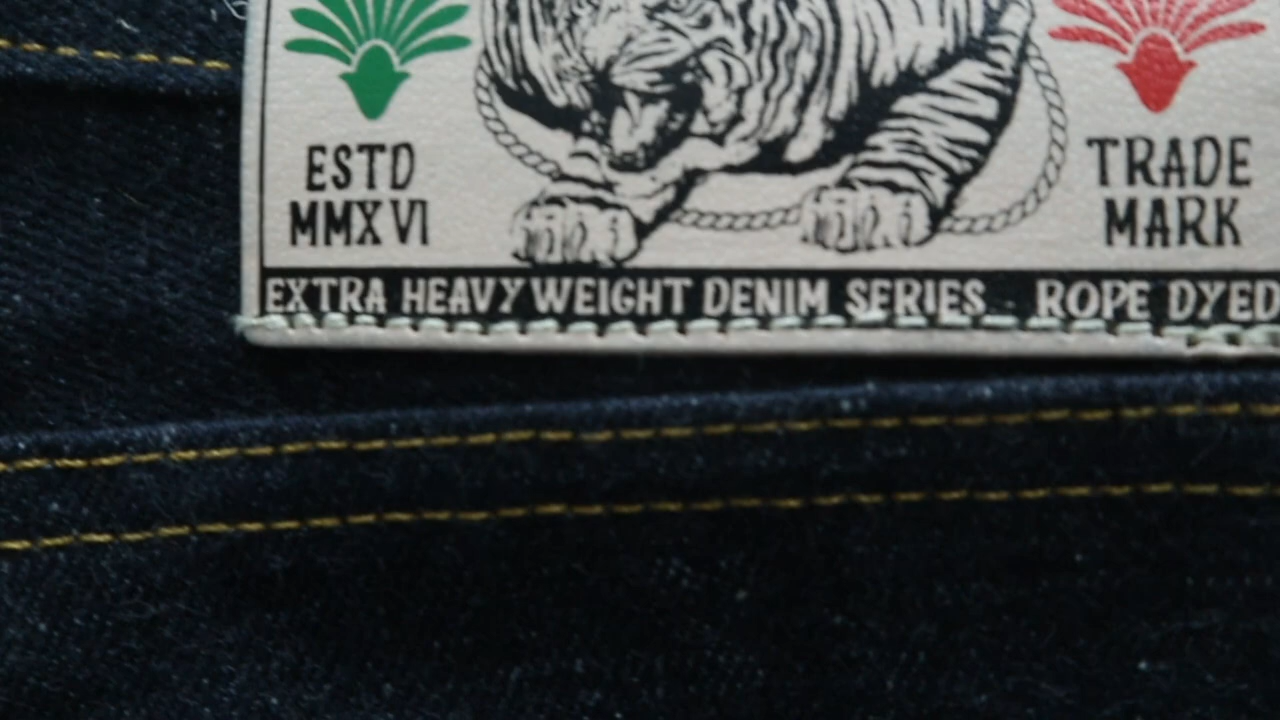 ESTD
MMXVI
TRADE
MARK
EXTRA HEAVYWEIGHT DENIM SERIES ROPE DYED